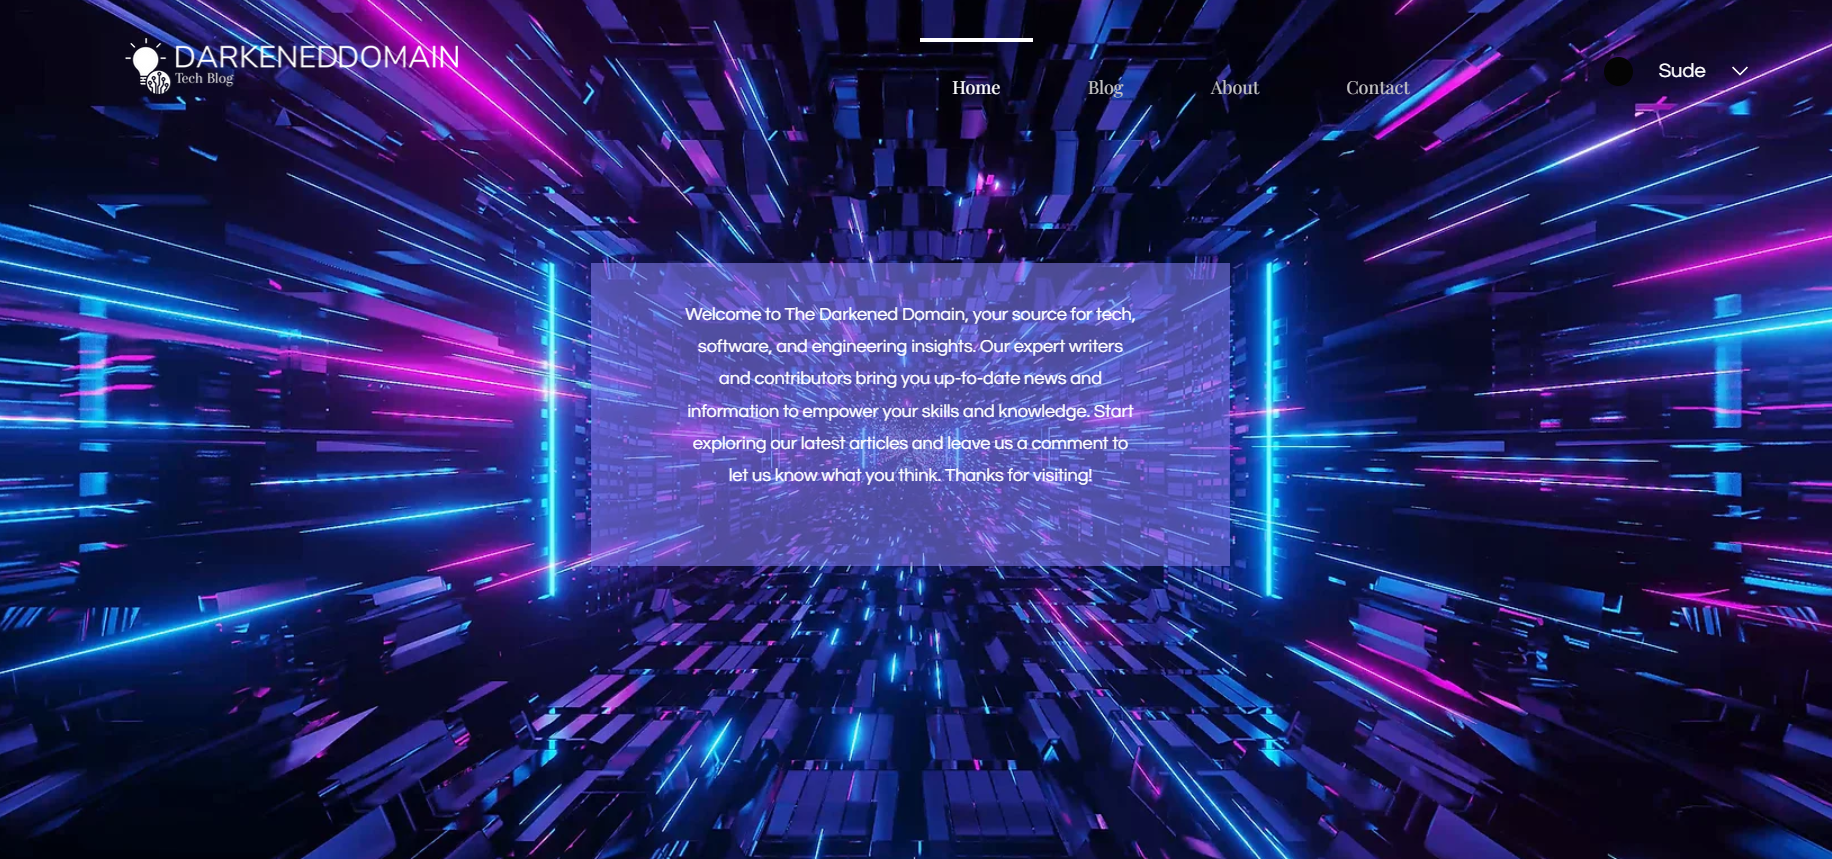 DARKENEDDOMAIN
Tech Blog
Home
Blog
About
Contact
Sude
Welcome to The Darkened Domain, your source for tech,
software, and engineering insights. Our expert writers
and contributors bring you up-to-date news and
information to empower your skills and knowledge. Start
exploring our latest articles and leave us a comment to
let us know what you think. Thanks for visiting!